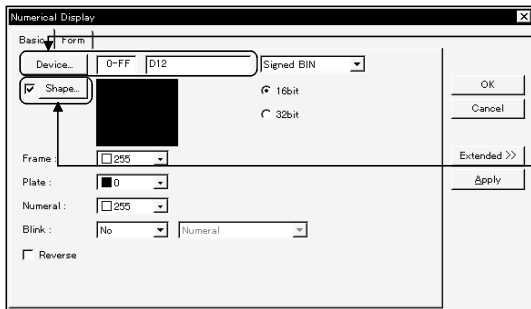 Numerical Display
Basic Form
Device... 0-FF D12 Signed BIN
Shape... 16bit
32bit
OK
Cancel
Extended >>
Apply
Frame : 255
Plate : 0
Numeral : 255
Blink : No Numeral
Reverse